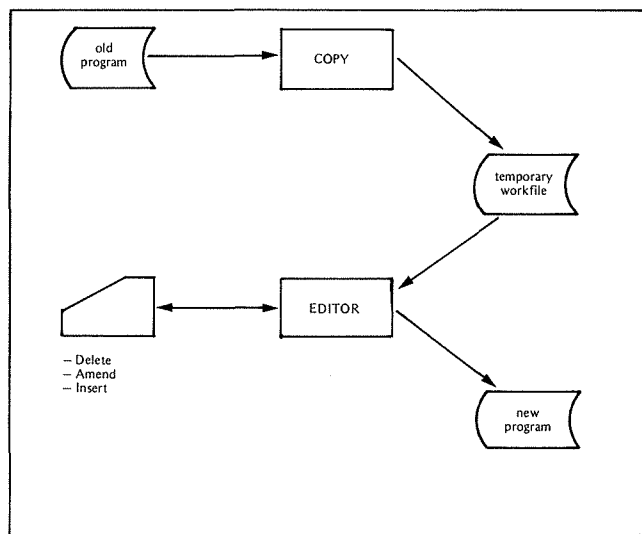 old
program
COPY
temporary
workfile
EDITOR
— Delete
— Amend
— Insert
new
program